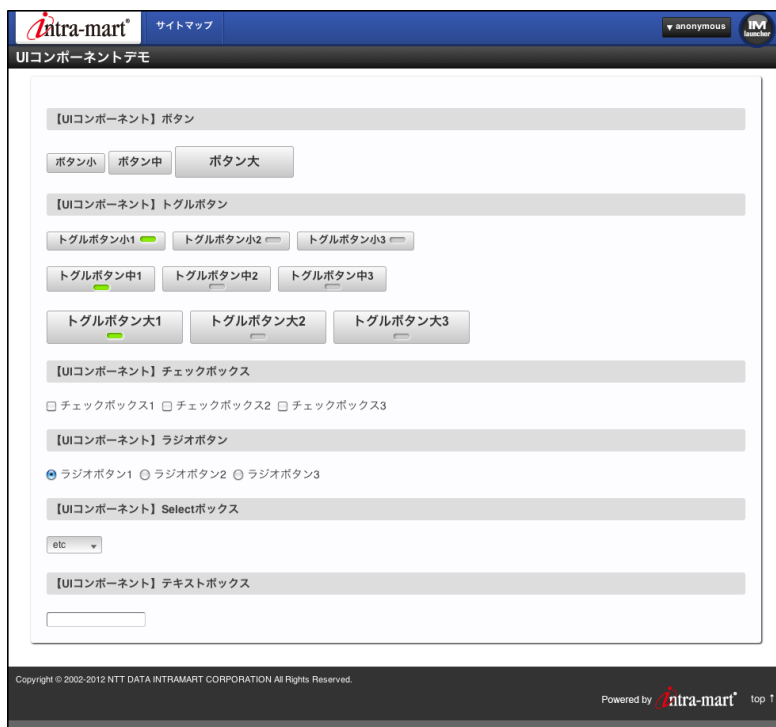 intra-mart® サイトマップ ▼ anonymous IM launcher
UIコンポーネントデモ
【UIコンポーネント】ボタン
ボタン小 ボタン中 ボタン大
【UIコンポーネント】トグルボタン
トグルボタン小1 トグルボタン小2 トグルボタン小3
トグルボタン中1 トグルボタン中2 トグルボタン中3
トグルボタン大1 トグルボタン大2 トグルボタン大3
【UIコンポーネント】チェックボックス
チェックボックス1 チェックボックス2 チェックボックス3
【UIコンポーネント】ラジオボタン
ラジオボタン1 ラジオボタン2 ラジオボタン3
【UIコンポーネント】Selectボックス
etc
【UIコンポーネント】テキストボックス
Copyright © 2002-2012 NTT DATA INTRAMART CORPORATION All Rights Reserved.
Powered by intra-mart® top ↑